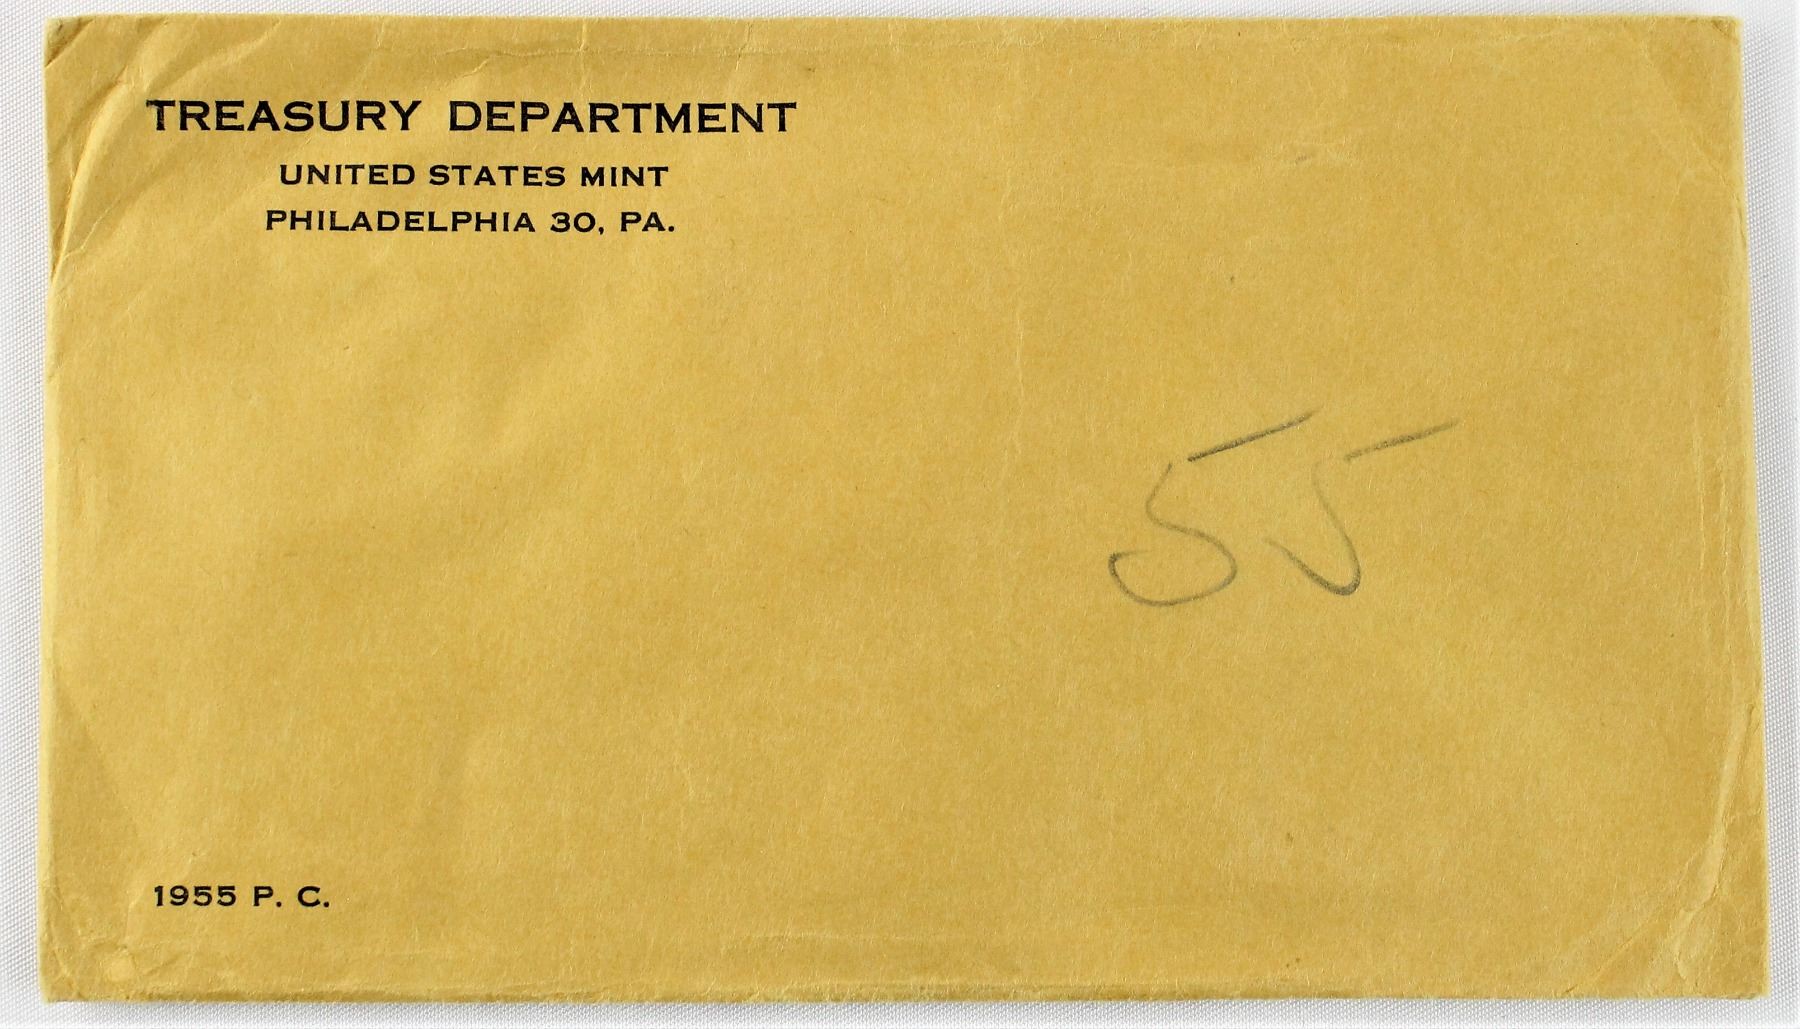 TREASURY DEPARTMENT
UNITED STATES MINT
PHILADELPHIA 30, PA.
55
1955 P. C.